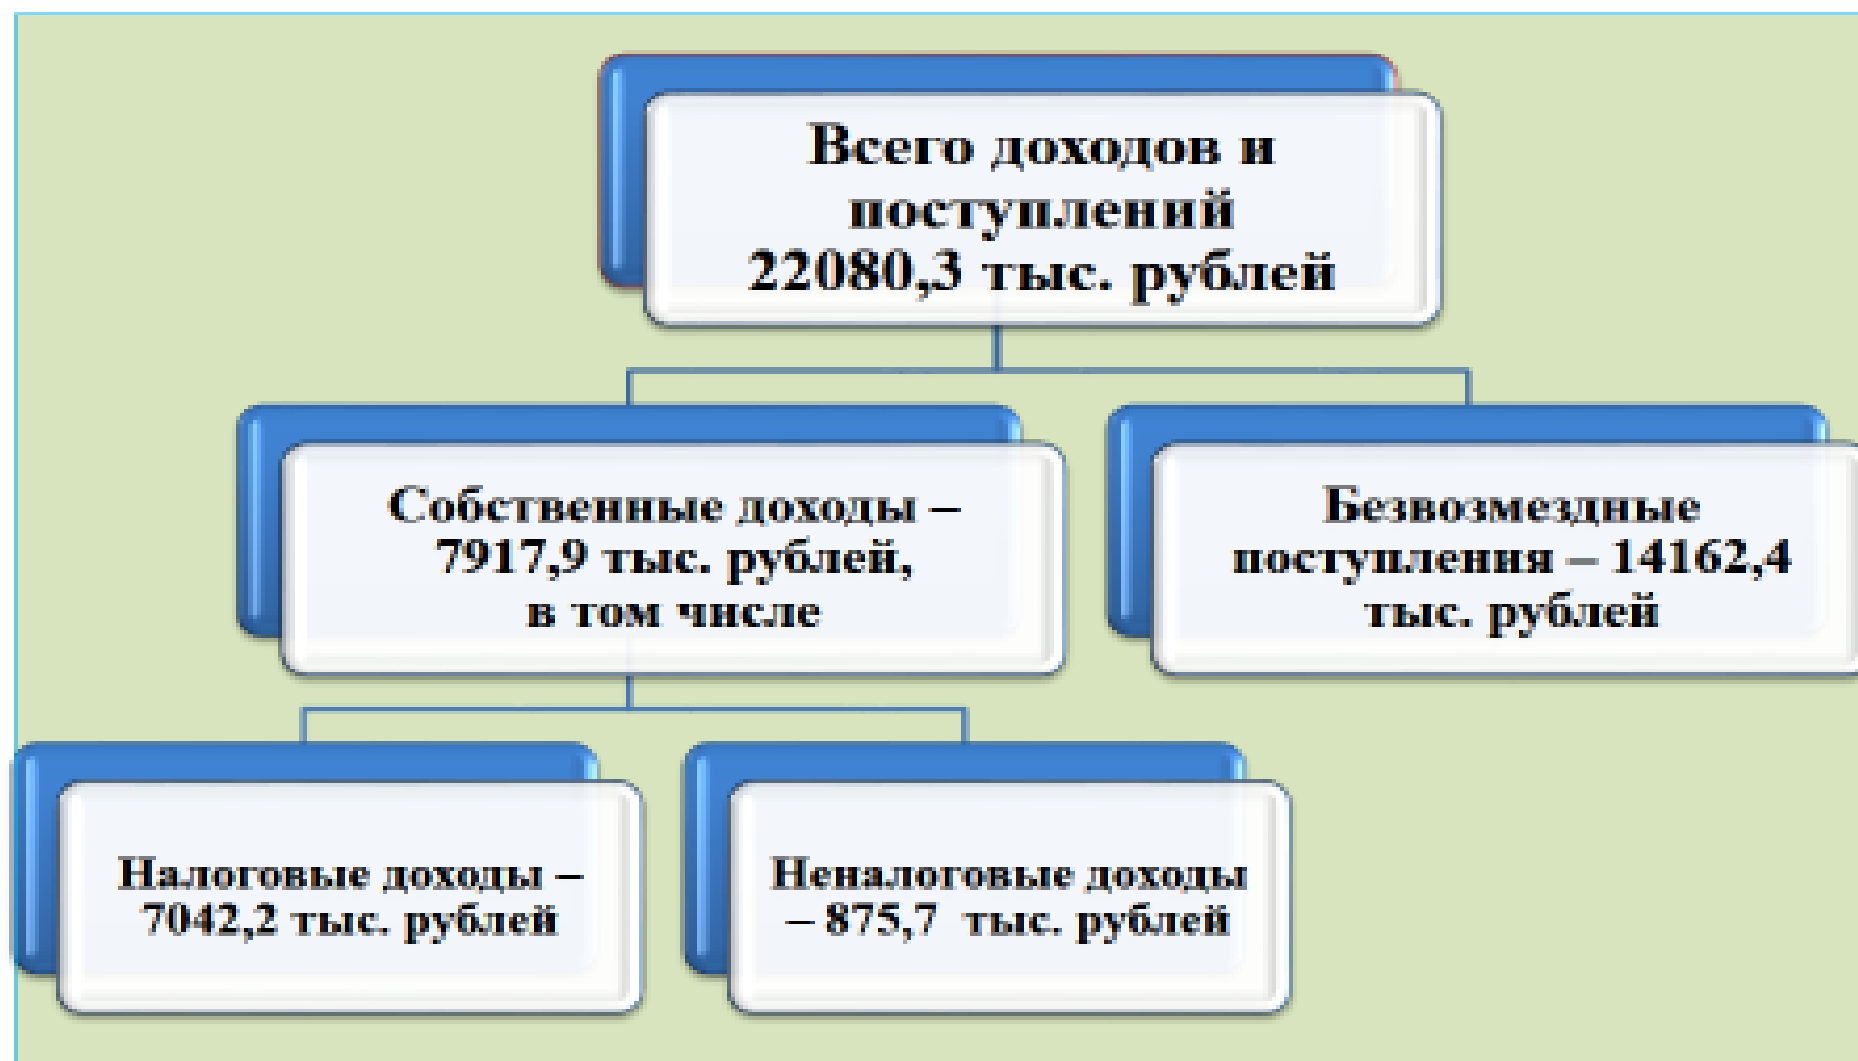 Всего доходов и
поступлений
22080,3 тыс. рублей
Собственные доходы –
7917,9 тыс. рублей,
в том числе
Безвозмездные
поступления – 14162,4
тыс. рублей
Налоговые доходы –
7042,2 тыс. рублей
Неналоговые доходы
– 875,7 тыс. рублей